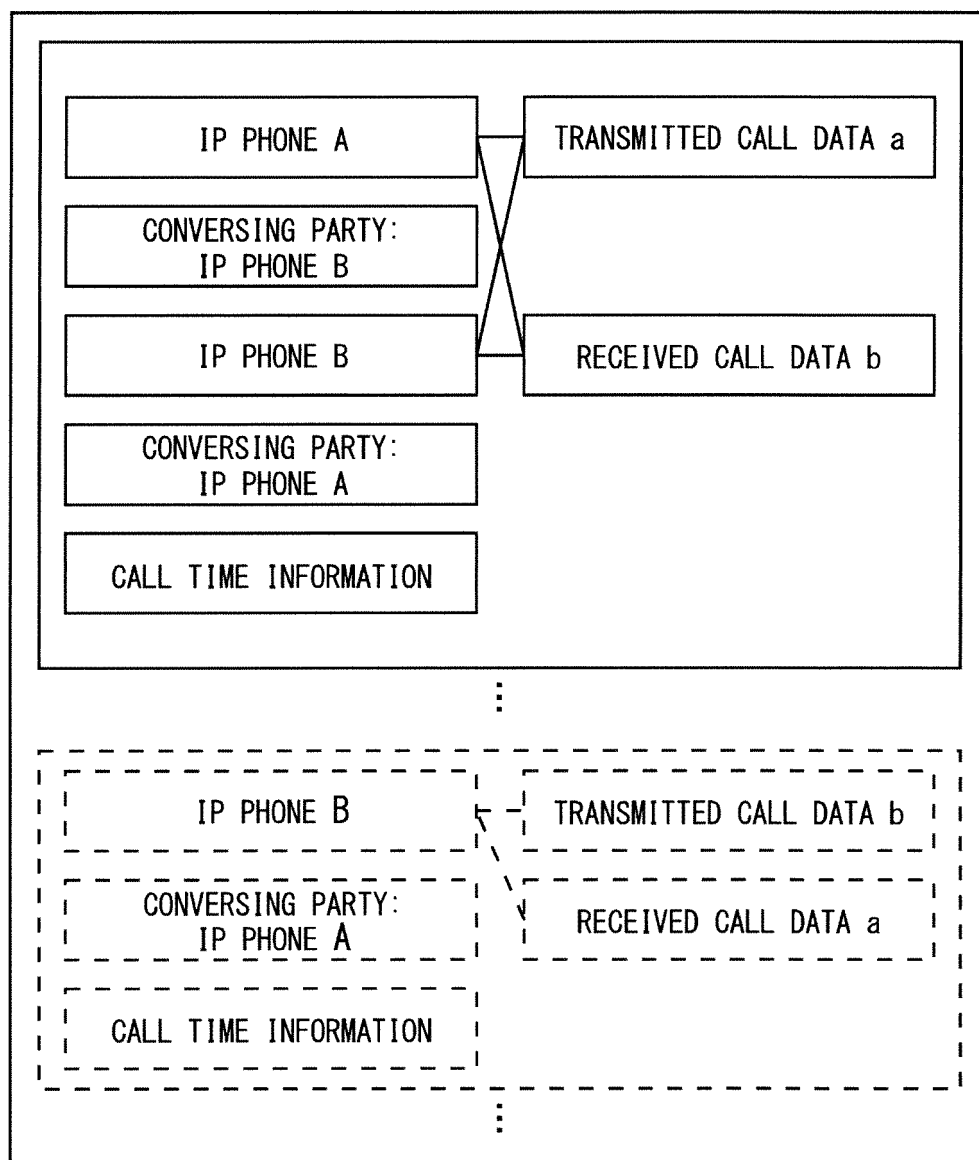 IP PHONE A
TRANSMITTED CALL DATA a
CONVERSING PARTY:
IP PHONE B
IP PHONE B
RECEIVED CALL DATA b
CONVERSING PARTY:
IP PHONE A
CALL TIME INFORMATION
IP PHONE B
TRANSMITTED CALL DATA b
CONVERSING PARTY:
IP PHONE A
RECEIVED CALL DATA a
CALL TIME INFORMATION